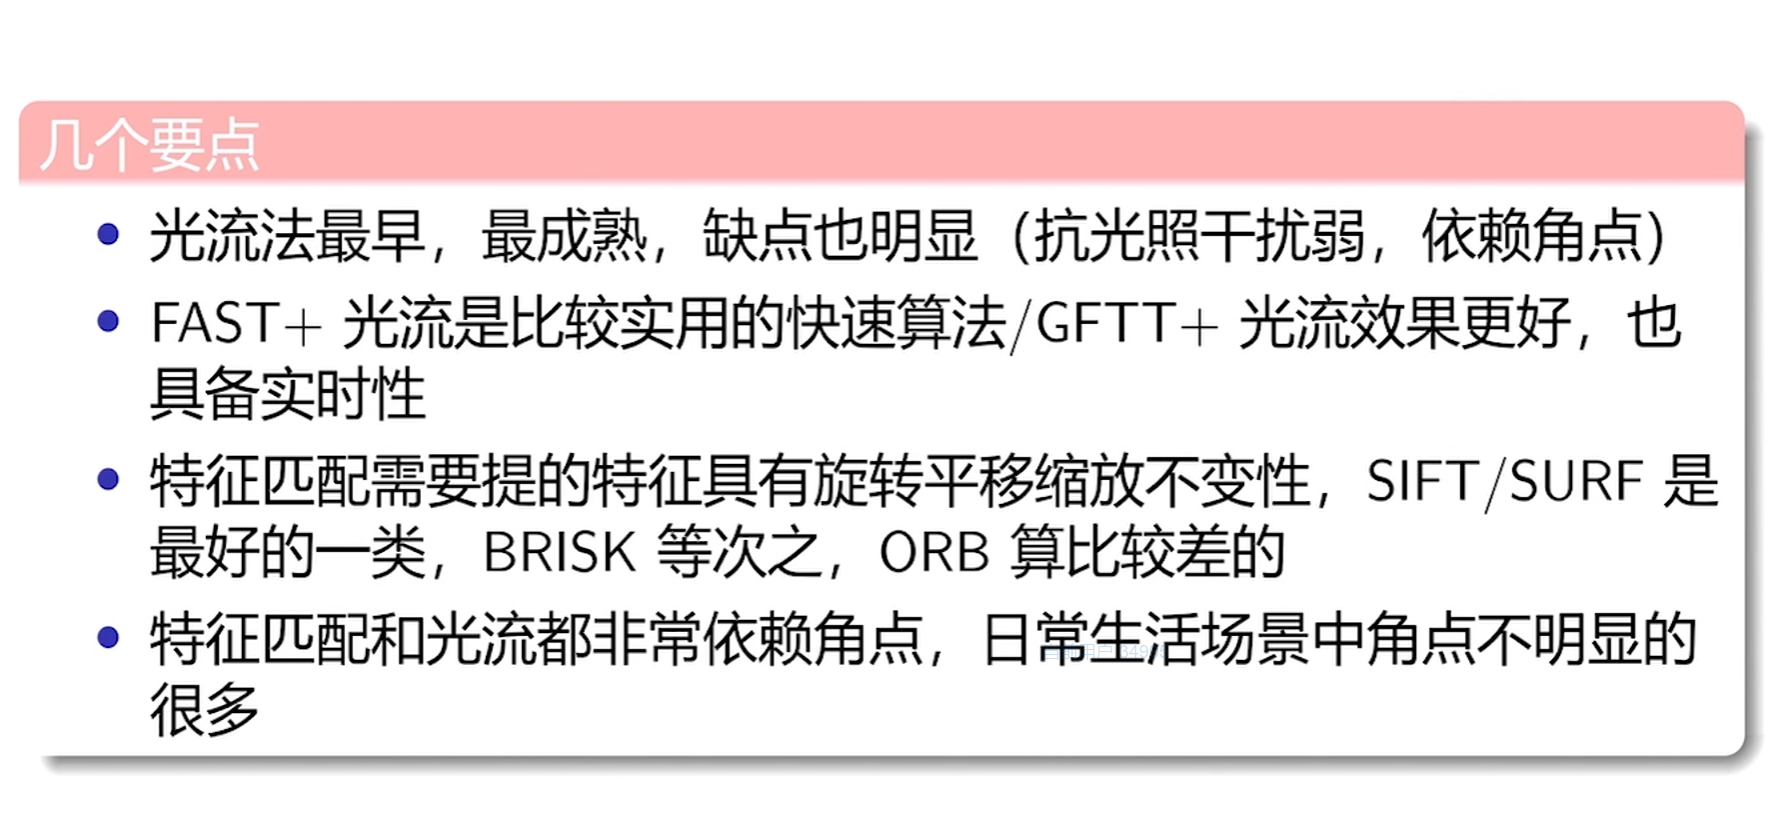 几个要点
光流法最早，最成熟，缺点也明显（抗光照干扰弱，依赖角点）
FAST+ 光流是比较实用的快速算法/GFTT+ 光流效果更好，也
具备实时性
特征匹配需要提的特征具有旋转平移缩放不变性，SIFT/SURF 是
最好的一类，BRISK 等次之，ORB 算比较差的
特征匹配和光流都非常依赖角点，日常生活场景中角点不明显的
很多